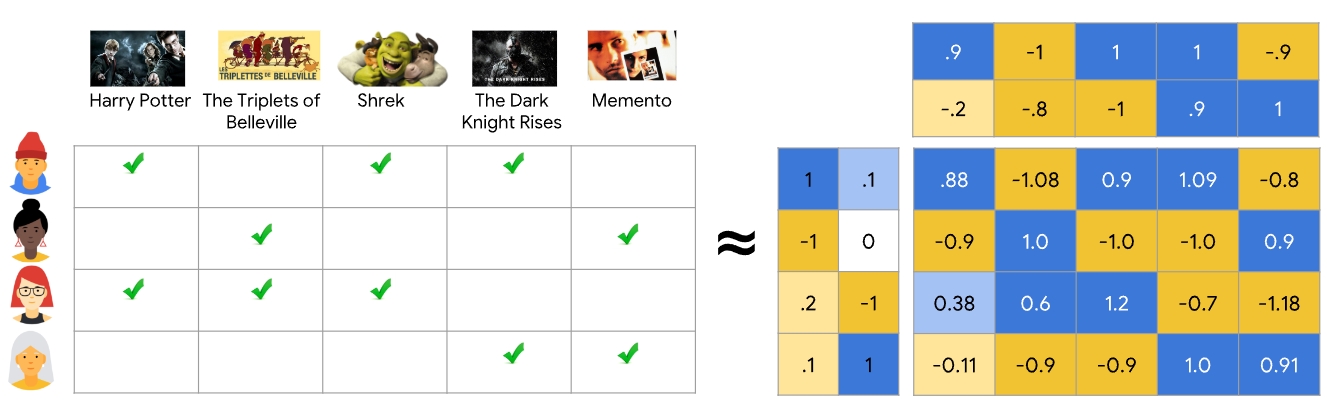 LES
TRIPLETTES DE BELLEVILLE
THE DARK KNIGHT RISES
Harry Potter
The Triplets of
Belleville
Shrek
The Dark
Knight Rises
Memento
≈
.9 -1 1 1 -.9
-.2 -.8 -1 .9 1
1 .1
-1 0
.2 -1
.1 1
.88 -1.08 0.9 1.09 -0.8
-0.9 1.0 -1.0 -1.0 0.9
0.38 0.6 1.2 -0.7 -1.18
-0.11 -0.9 -0.9 1.0 0.91